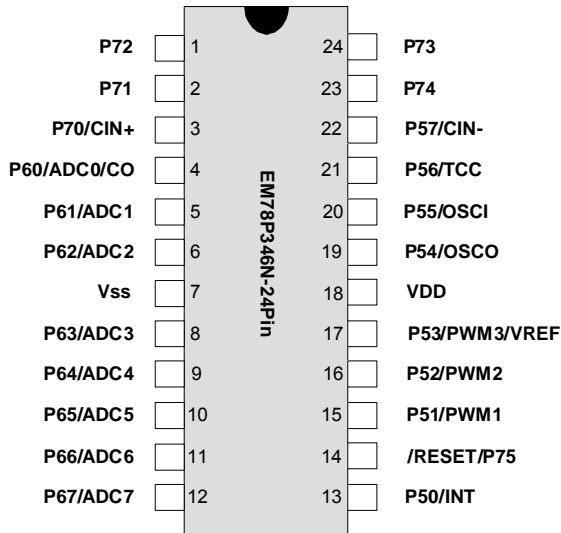 P72 1 24 P73
P71 2 23 P74
P70/CIN+ 3 22 P57/CIN-
P60/ADC0/CO 4 21 P56/TCC
P61/ADC1 5 20 P55/OSCI
P62/ADC2 6 19 P54/OSCO
Vss 7 18 VDD
P63/ADC3 8 17 P53/PWM3/VREF
P64/ADC4 9 16 P52/PWM2
P65/ADC5 10 15 P51/PWM1
P66/ADC6 11 14 /RESET/P75
P67/ADC7 12 13 P50/INT
EM78P346N-24Pin